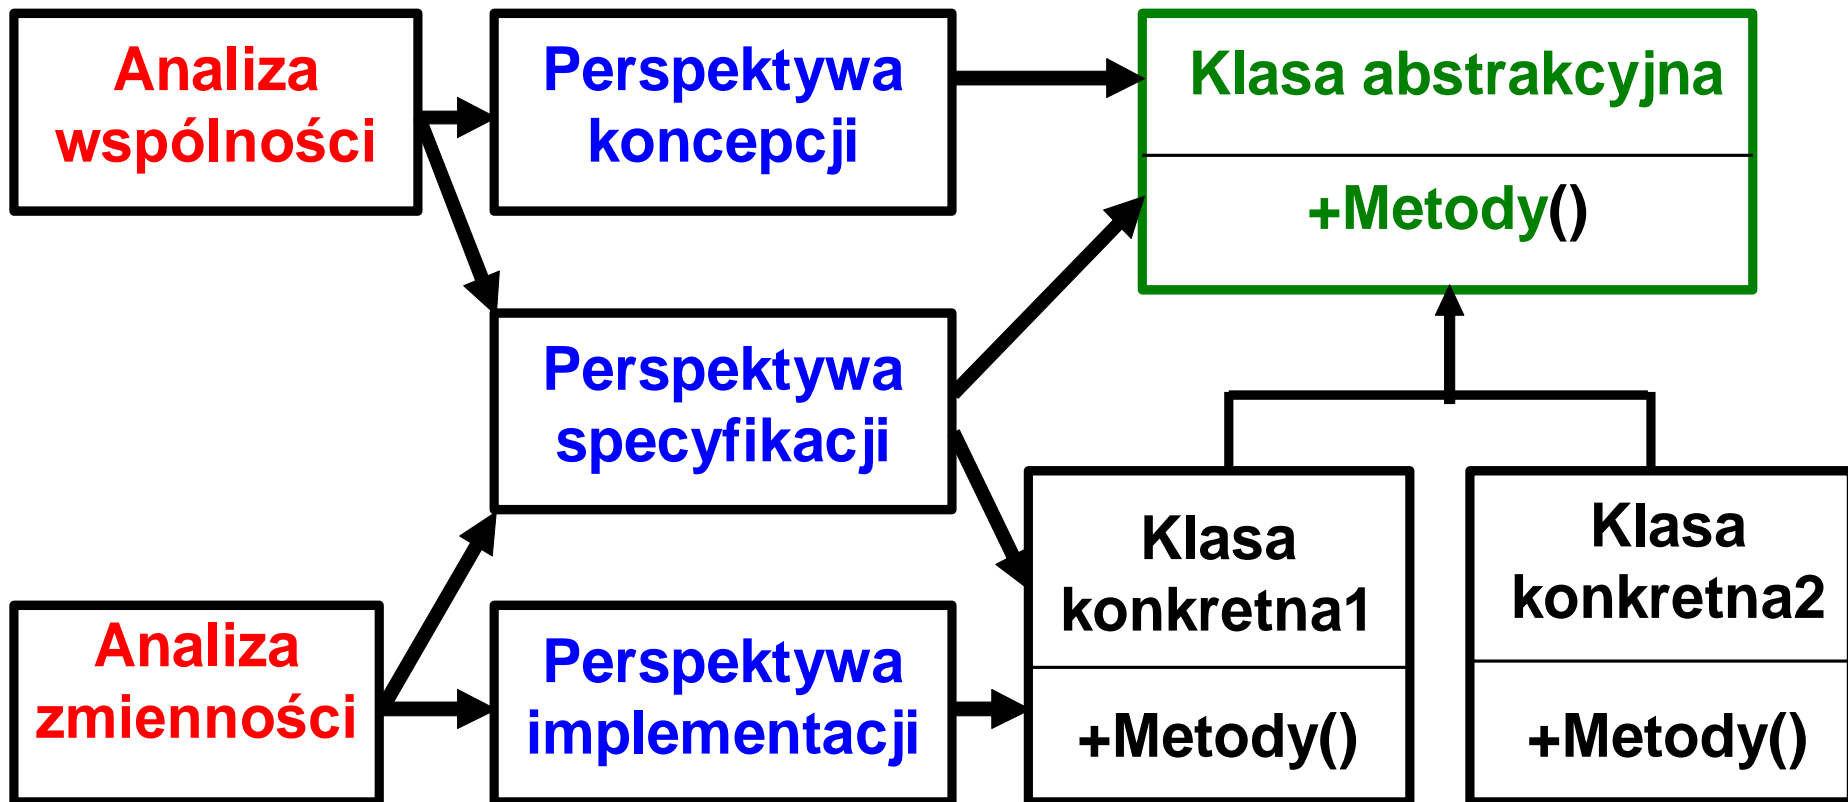 Analiza
wspólności
Perspektywa
koncepcji
Klasa abstrakcyjna
+Metody()
Perspektywa
specyfikacji
Analiza
zmienności
Perspektywa
implementacji
Klasa
konkretna1
+Metody()
Klasa
konkretna2
+Metody()